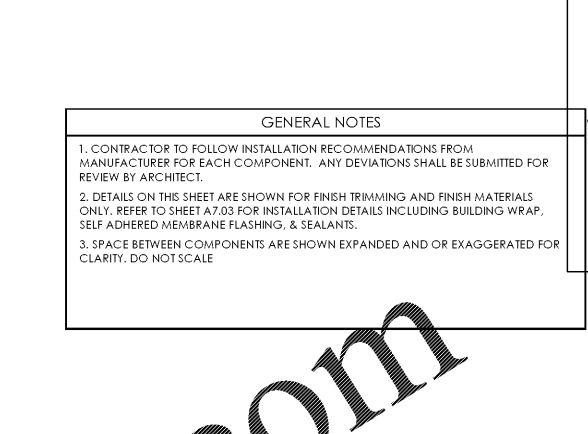 GENERAL NOTES
1. CONTRACTOR TO FOLLOW INSTALLATION RECOMMENDATIONS FROM
MANUFACTURER FOR EACH COMPONENT. ANY DEVIATIONS SHALL BE SUBMITTED FOR
REVIEW BY ARCHITECT.
2. DETAILS ON THIS SHEET ARE SHOWN FOR FINISH TRIMMING AND FINISH MATERIALS
ONLY. REFER TO SHEET A7.03 FOR INSTALLATION DETAILS INCLUDING BUILDING WRAP,
SELF ADHERED MEMBRANE FLASHING, & SEALANTS.
3. SPACE BETWEEN COMPONENTS ARE SHOWN EXPANDED AND OR EXAGGERATED FOR
CLARITY. DO NOT SCALE
com